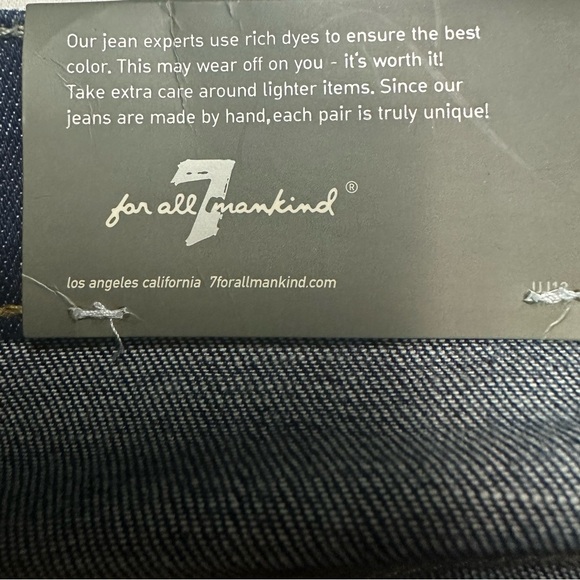 Our jean experts use rich dyes to ensure the best
color. This may wear off on you - it's worth it!
Take extra care around lighter items. Since our
jeans are made by hand, each pair is truly unique!
for all 7 mankind ®
los angeles california 7forallmankind.com